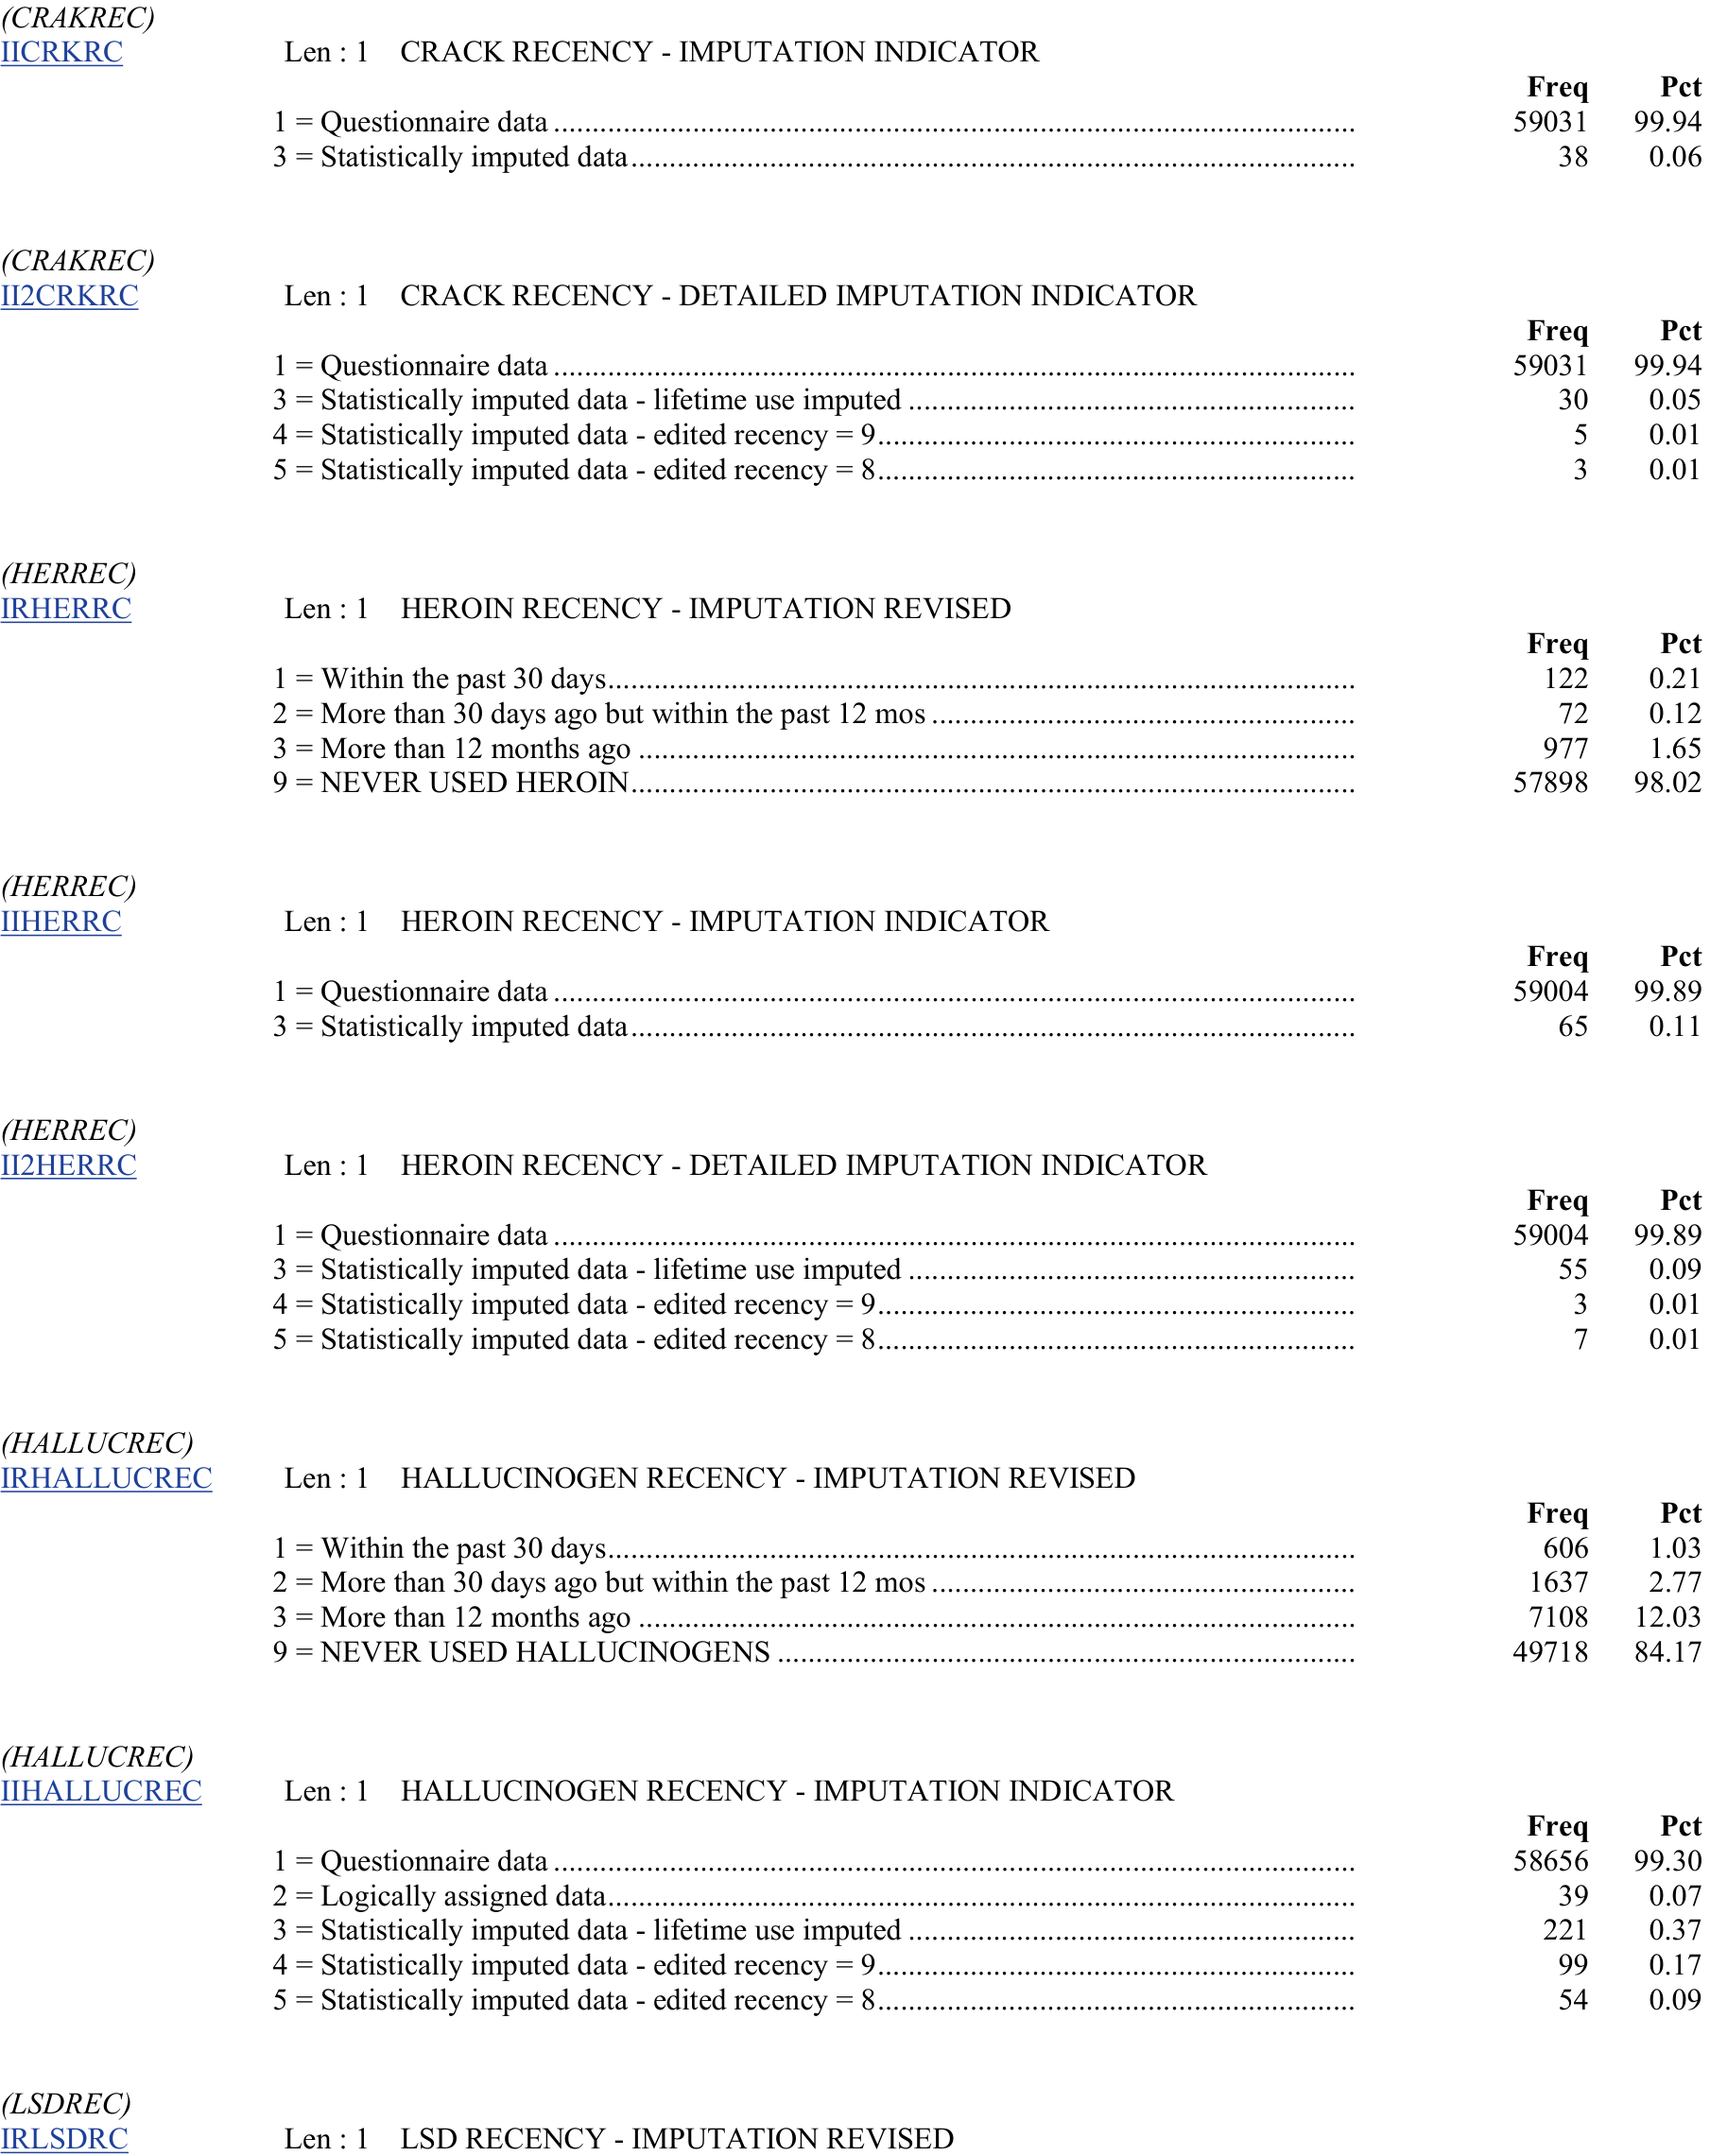 (CRAKREC)
IICRKRC Len : 1 CRACK RECENCY - IMPUTATION INDICATOR
Freq Pct
1 = Questionnaire data ........................................................................................................ 59031 99.94
3 = Statistically imputed data.............................................................................................. 38 0.06
(CRAKREC)
II2CRKRC Len : 1 CRACK RECENCY - DETAILED IMPUTATION INDICATOR
Freq Pct
1 = Questionnaire data ........................................................................................................ 59031 99.94
3 = Statistically imputed data - lifetime use imputed .......................................................... 30 0.05
4 = Statistically imputed data - edited recency = 9.............................................................. 5 0.01
5 = Statistically imputed data - edited recency = 8.............................................................. 3 0.01
(HERREC)
IRHERRC Len : 1 HEROIN RECENCY - IMPUTATION REVISED
Freq Pct
1 = Within the past 30 days................................................................................................. 122 0.21
2 = More than 30 days ago but within the past 12 mos ....................................................... 72 0.12
3 = More than 12 months ago ............................................................................................. 977 1.65
9 = NEVER USED HEROIN.............................................................................................. 57898 98.02
(HERREC)
IIHERRC Len : 1 HEROIN RECENCY - IMPUTATION INDICATOR
Freq Pct
1 = Questionnaire data ........................................................................................................ 59004 99.89
3 = Statistically imputed data.............................................................................................. 65 0.11
(HERREC)
II2HERRC Len : 1 HEROIN RECENCY - DETAILED IMPUTATION INDICATOR
Freq Pct
1 = Questionnaire data ........................................................................................................ 59004 99.89
3 = Statistically imputed data - lifetime use imputed .......................................................... 55 0.09
4 = Statistically imputed data - edited recency = 9.............................................................. 3 0.01
5 = Statistically imputed data - edited recency = 8.............................................................. 7 0.01
(HALLUCREC)
IRHALLUCREC Len : 1 HALLUCINOGEN RECENCY - IMPUTATION REVISED
Freq Pct
1 = Within the past 30 days................................................................................................. 606 1.03
2 = More than 30 days ago but within the past 12 mos ....................................................... 1637 2.77
3 = More than 12 months ago ............................................................................................. 7108 12.03
9 = NEVER USED HALLUCINOGENS ........................................................................... 49718 84.17
(HALLUCREC)
IIHALLUCREC Len : 1 HALLUCINOGEN RECENCY - IMPUTATION INDICATOR
Freq Pct
1 = Questionnaire data ........................................................................................................ 58656 99.30
2 = Logically assigned data................................................................................................. 39 0.07
3 = Statistically imputed data - lifetime use imputed .......................................................... 221 0.37
4 = Statistically imputed data - edited recency = 9.............................................................. 99 0.17
5 = Statistically imputed data - edited recency = 8.............................................................. 54 0.09
(LSDREC)
IRLSDRC Len : 1 LSD RECENCY - IMPUTATION REVISED